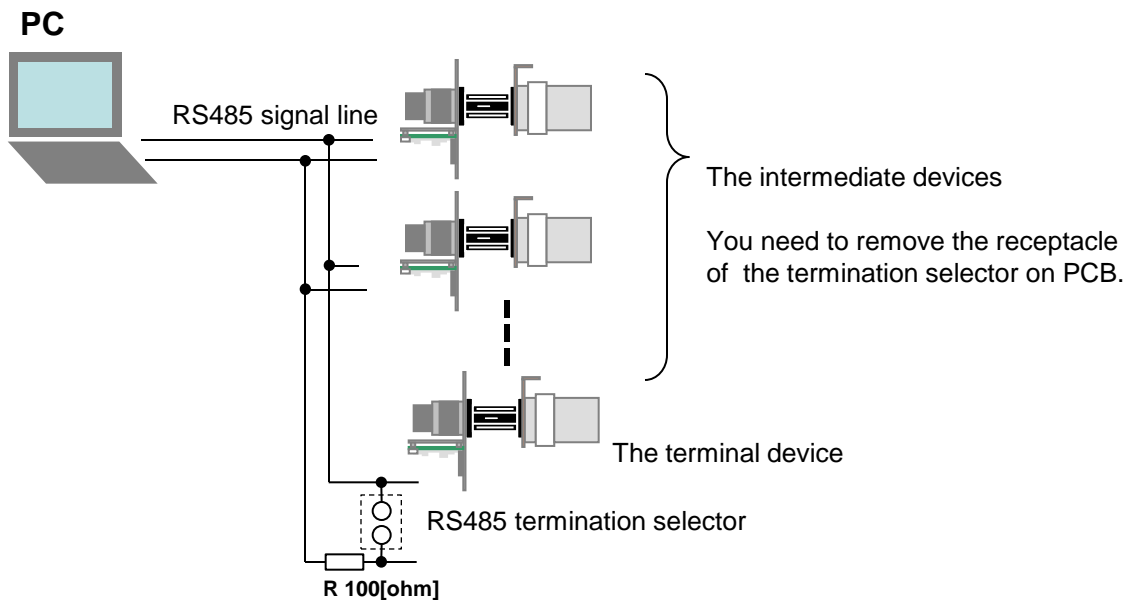 PC
RS485 signal line
The intermediate devices
You need to remove the receptacle
of the termination selector on PCB.
The terminal device
RS485 termination selector
R 100[ohm]